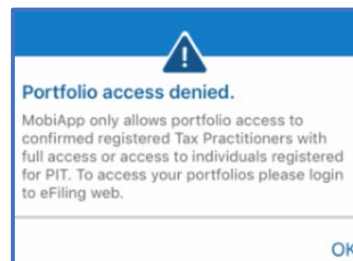 Portfolio access denied.
MobiApp only allows portfolio access to
confirmed registered Tax Practitioners with
full access or access to individuals registered
for PIT. To access your portfolios please login
to eFiling web.
OK